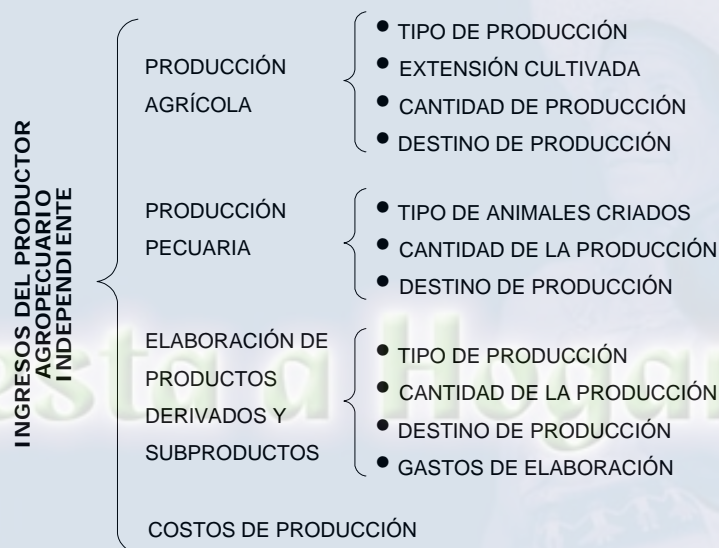 INGRESOS DEL PRODUCTOR
AGROPECUARIO
INDEPENDIENTE
PRODUCCIÓN
AGRÍCOLA
• TIPO DE PRODUCCIÓN
• EXTENSIÓN CULTIVADA
• CANTIDAD DE PRODUCCIÓN
• DESTINO DE PRODUCCIÓN
PRODUCCIÓN
PECUARIA
• TIPO DE ANIMALES CRIADOS
• CANTIDAD DE LA PRODUCCIÓN
• DESTINO DE PRODUCCIÓN
ELABORACIÓN DE
PRODUCTOS
DERIVADOS Y
SUBPRODUCTOS
• TIPO DE PRODUCCIÓN
• CANTIDAD DE LA PRODUCCIÓN
• DESTINO DE PRODUCCIÓN
• GASTOS DE ELABORACIÓN
COSTOS DE PRODUCCIÓN
esta a Hogar